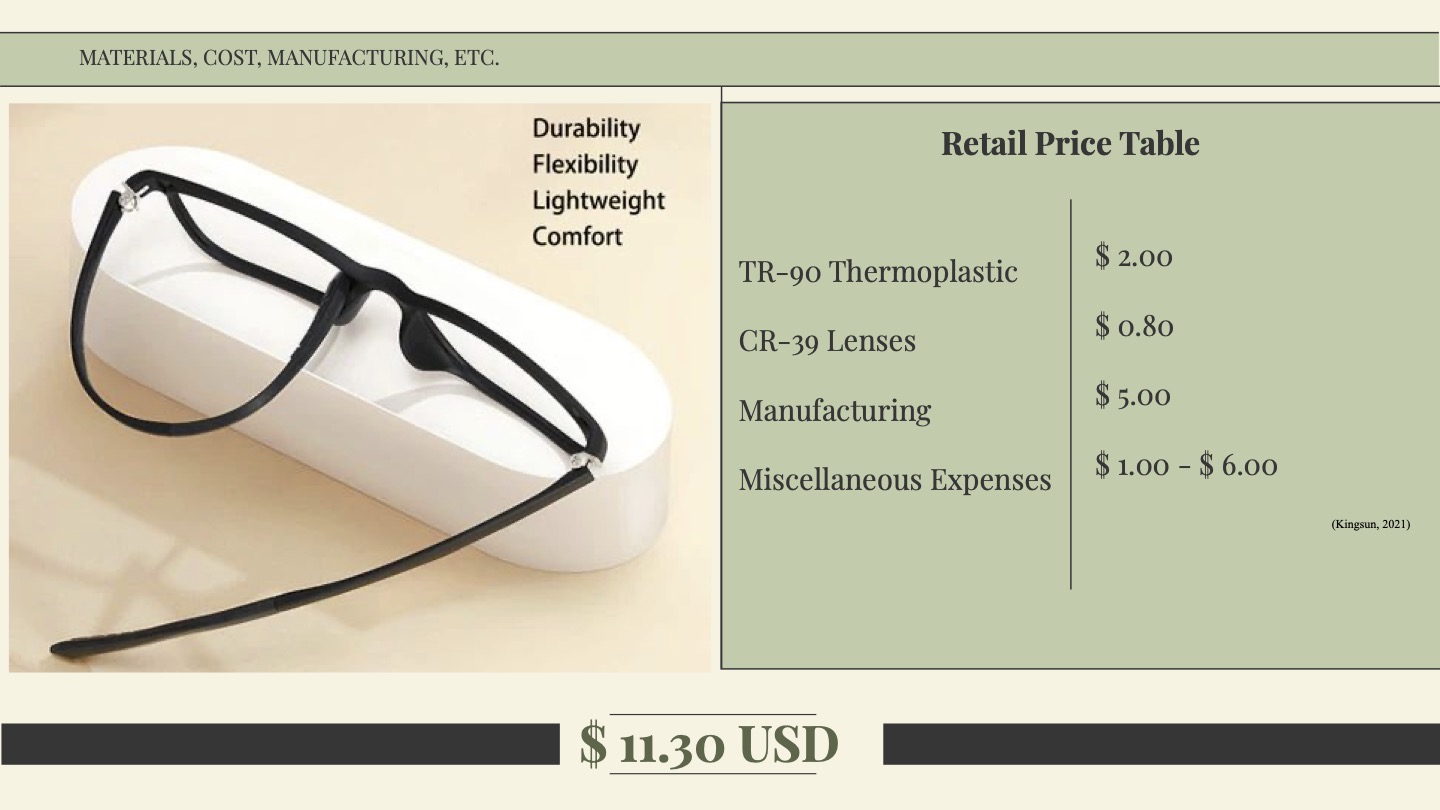 MATERIALS, COST, MANUFACTURING, ETC.
Durability
Flexibility
Lightweight
Comfort
Retail Price Table
TR-90 Thermoplastic $ 2.00
CR-39 Lenses $ 0.80
Manufacturing $ 5.00
Miscellaneous Expenses $ 1.00 - $ 6.00
(Kingsun, 2021)
$ 11.30 USD